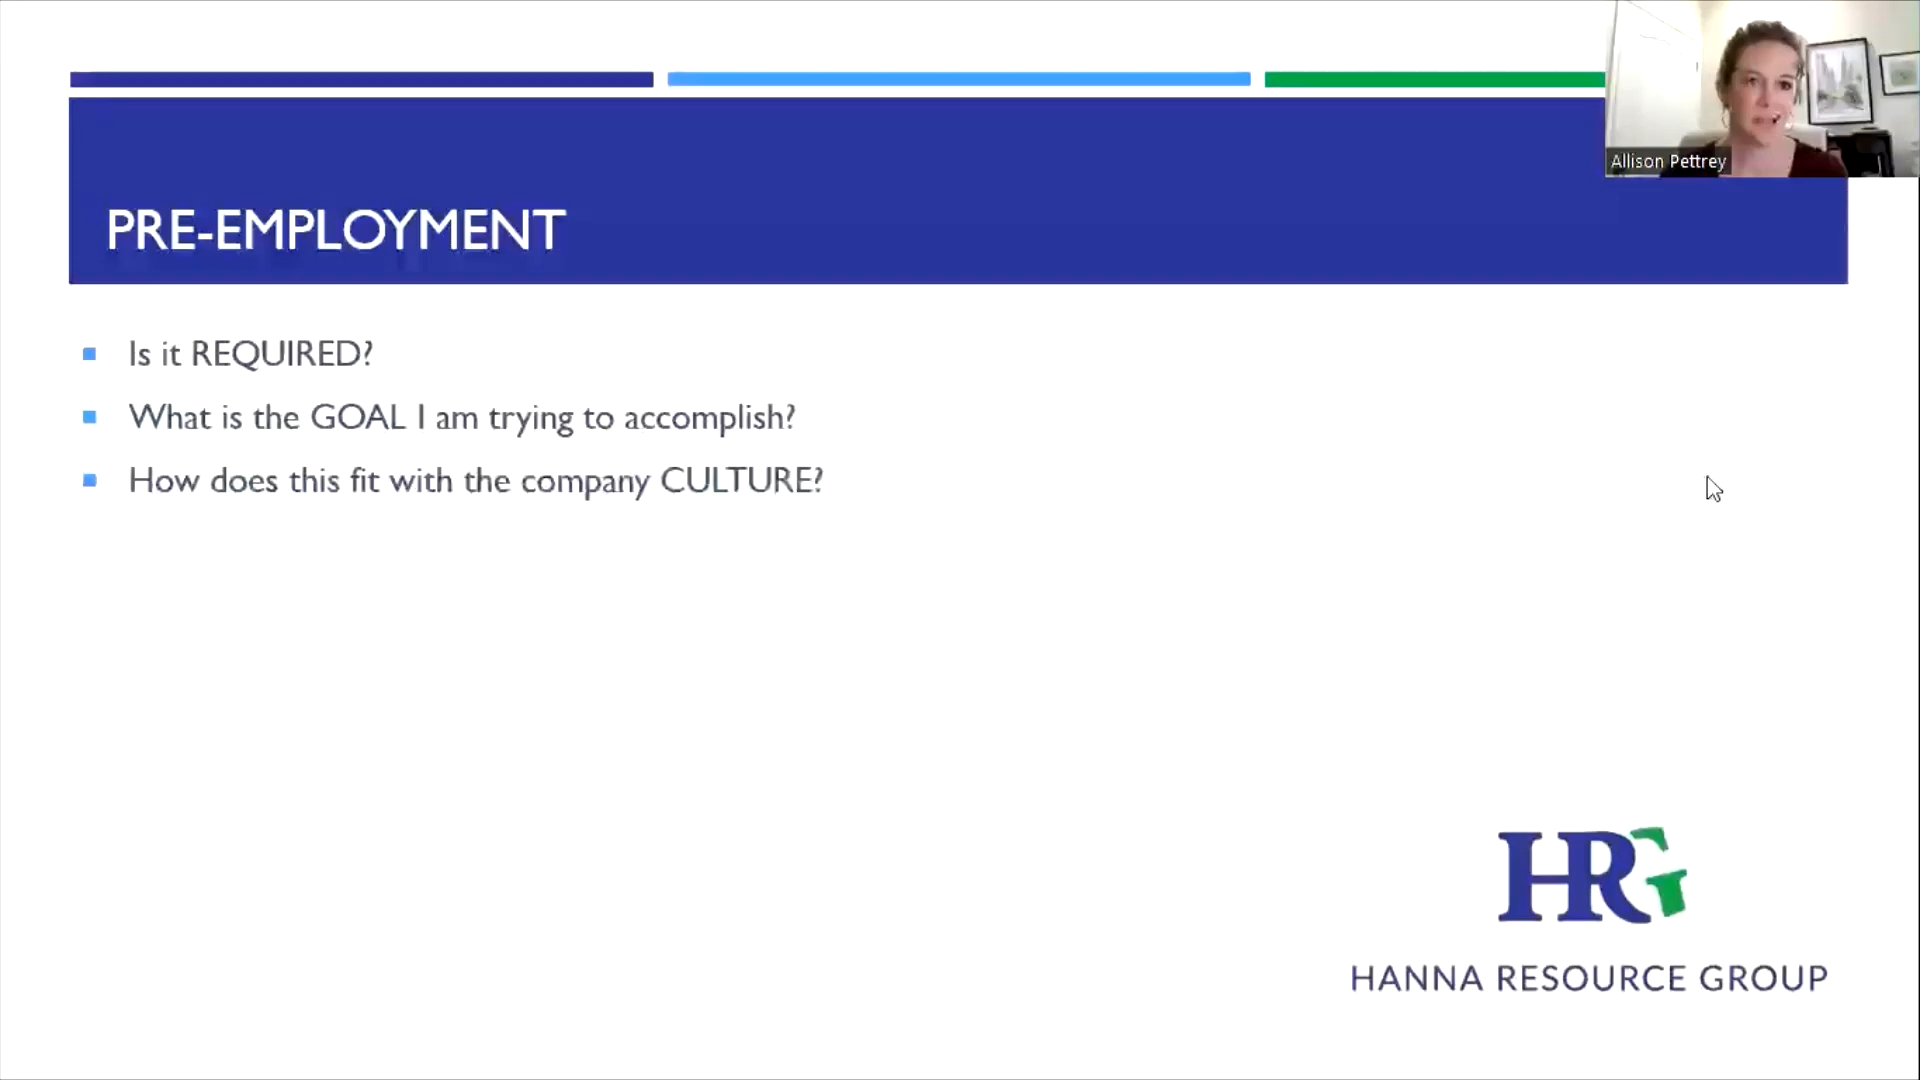 Allison Pettrey
PRE-EMPLOYMENT
Is it REQUIRED?
What is the GOAL I am trying to accomplish?
How does this fit with the company CULTURE?
HRG
HANNA RESOURCE GROUP